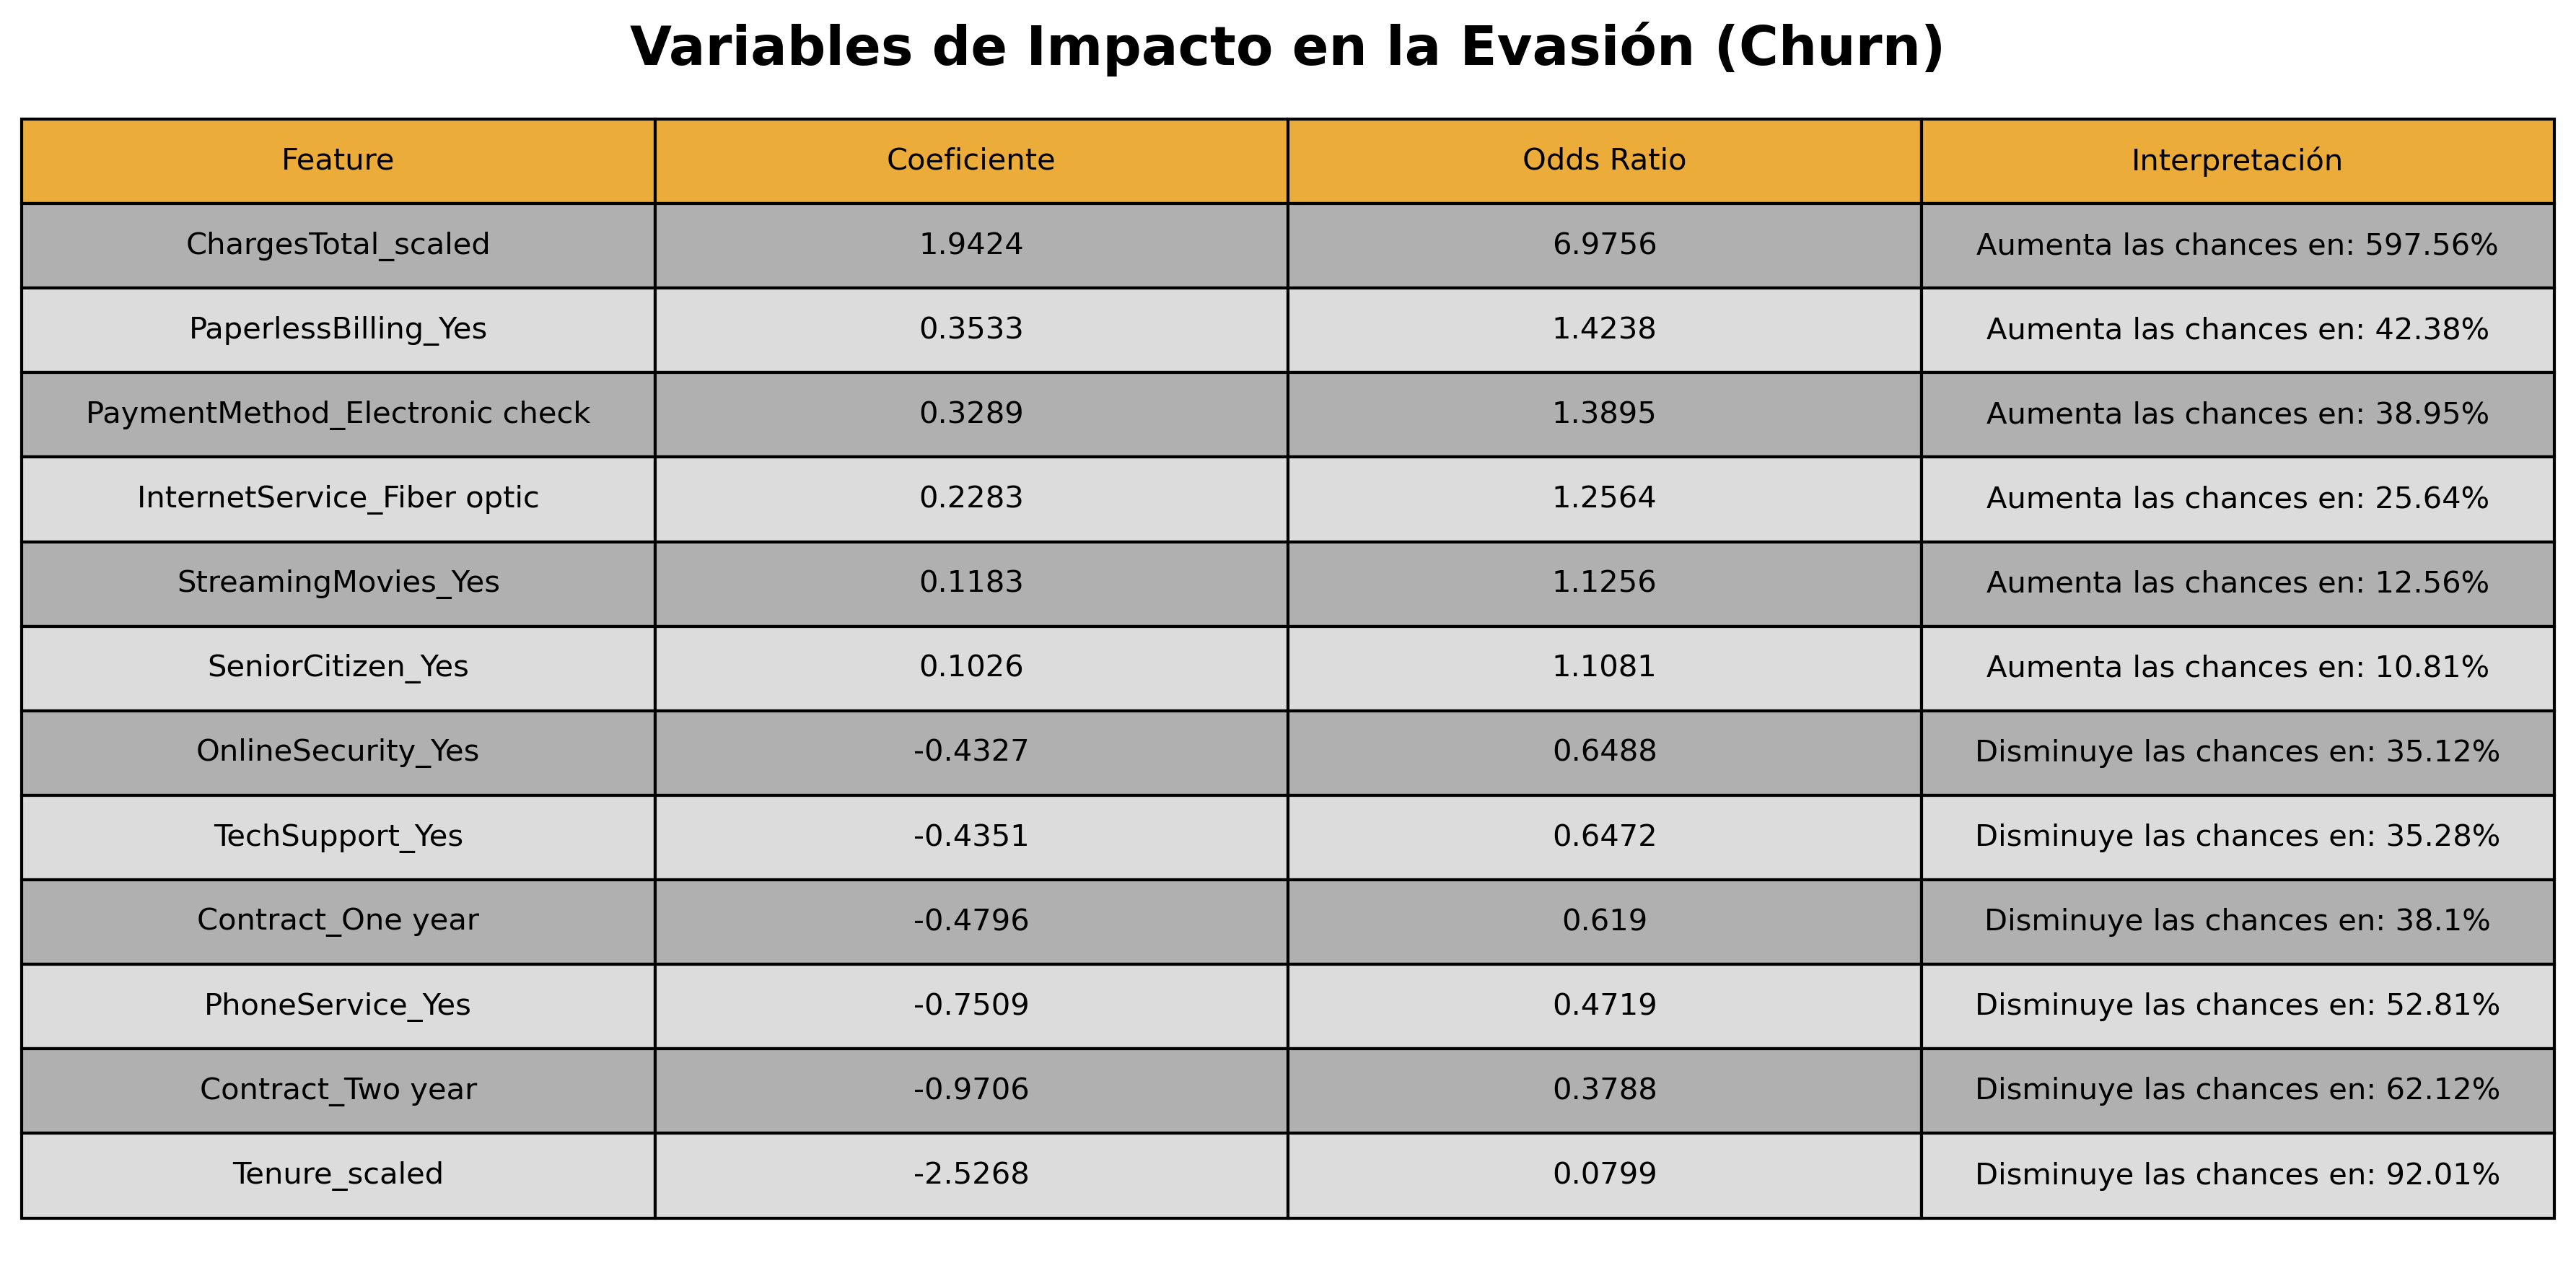 Variables de Impacto en la Evasión (Churn)
Feature Coeficiente Odds Ratio Interpretación
ChargesTotal_scaled 1.9424 6.9756 Aumenta las chances en: 597.56%
PaperlessBilling_Yes 0.3533 1.4238 Aumenta las chances en: 42.38%
PaymentMethod_Electronic check 0.3289 1.3895 Aumenta las chances en: 38.95%
InternetService_Fiber optic 0.2283 1.2564 Aumenta las chances en: 25.64%
StreamingMovies_Yes 0.1183 1.1256 Aumenta las chances en: 12.56%
SeniorCitizen_Yes 0.1026 1.1081 Aumenta las chances en: 10.81%
OnlineSecurity_Yes -0.4327 0.6488 Disminuye las chances en: 35.12%
TechSupport_Yes -0.4351 0.6472 Disminuye las chances en: 35.28%
Contract_One year -0.4796 0.619 Disminuye las chances en: 38.1%
PhoneService_Yes -0.7509 0.4719 Disminuye las chances en: 52.81%
Contract_Two year -0.9706 0.3788 Disminuye las chances en: 62.12%
Tenure_scaled -2.5268 0.0799 Disminuye las chances en: 92.01%